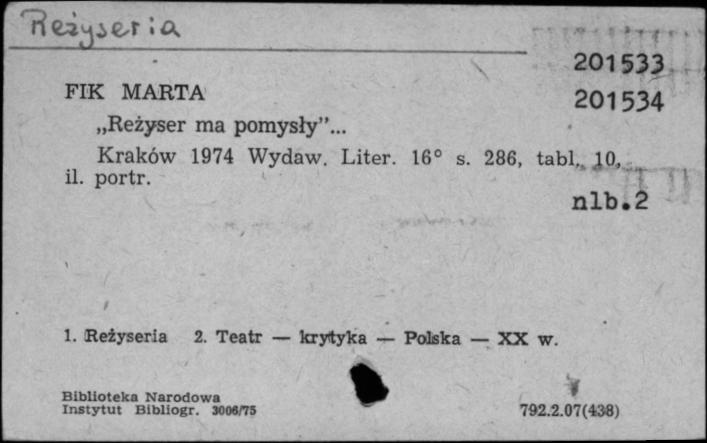 Reżyseria
201533
FIK MARTA
201534
„Reżyser ma pomysły”...
Kraków 1974 Wydaw. Liter. 16° s. 286, tabl. 10,
il. portr.
nlb.2
1. Reżyseria 2. Teatr — krytyka — Polska — XX w.
Biblioteka Narodowa
Instytut Bibliogr. 3006/75
792.2.07(438)